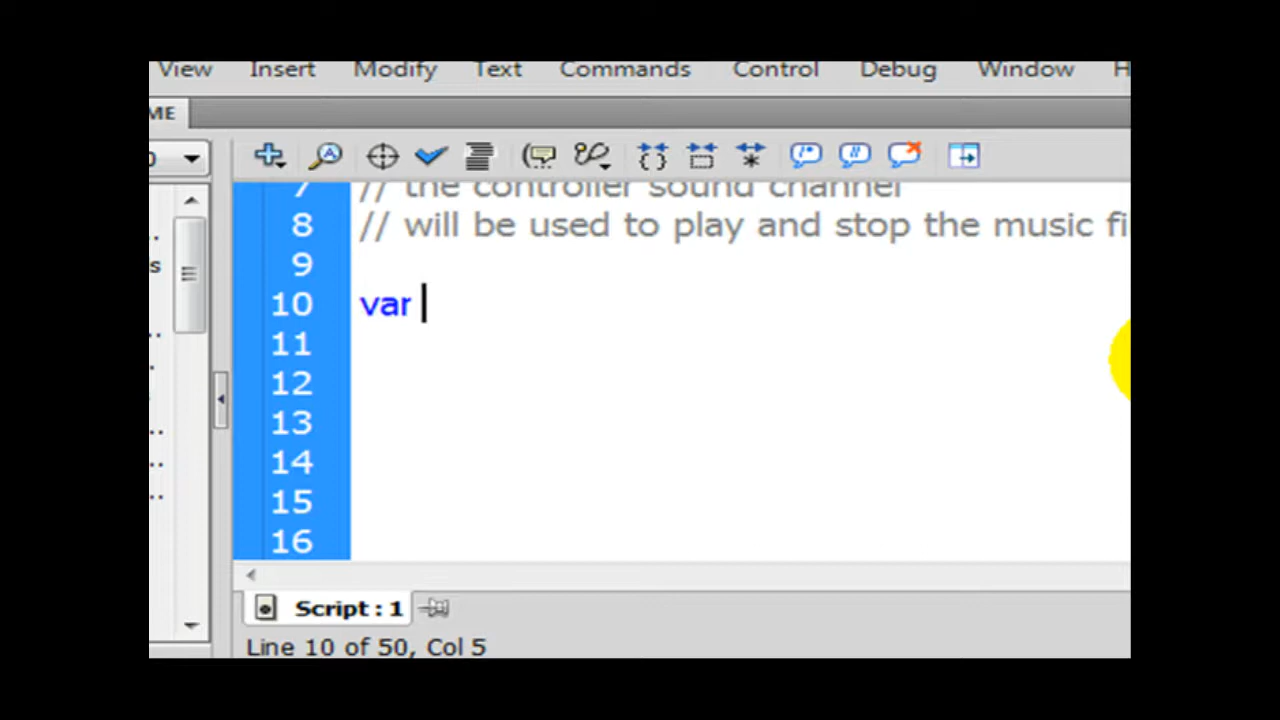 View Insert Modify Text Commands Control Debug Window H
ME
7 // the controller sound channel
8 // will be used to play and stop the music fi
s
9
10 var
11
12
13
14
15
16
Script : 1
Line 10 of 50, Col 5